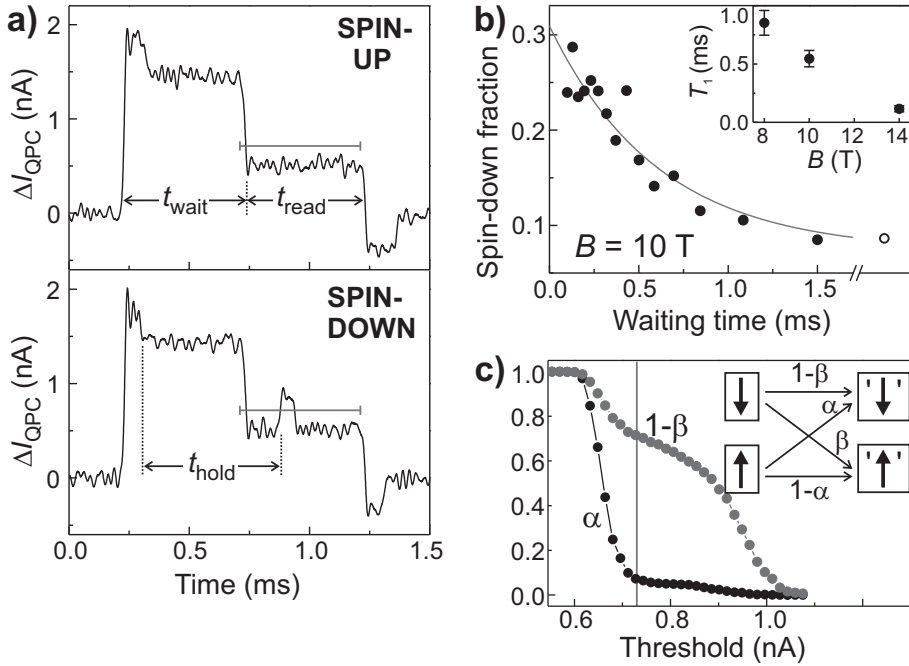 a)
SPIN-
UP
ΔI_QPC (nA)
2
1
0
t_wait
t_read
SPIN-
DOWN
ΔI_QPC (nA)
2
1
0
t_hold
0.0 0.5 1.0 1.5
Time (ms)
b)
Spin-down fraction
0.3
0.2
0.1
B = 10 T
0.0 0.5 1.0 1.5
Waiting time (ms)
T_1 (ms)
1.0
0.5
0.0
8 10 12 14
B (T)
c)
1.0
0.8
0.6
0.4
0.2
0.0
1-β
α
0.6 0.8 1.0
Threshold (nA)
1-β
α
β
1-α
'↓'
'↑'
↓
↑